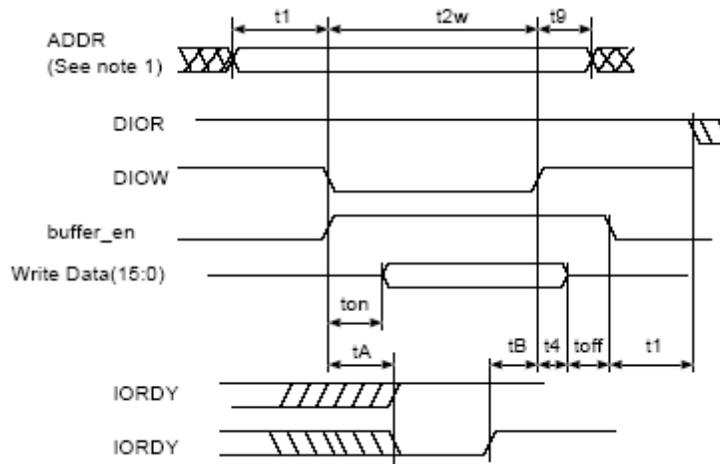 t1 t2w t9
ADDR
(See note 1)
DIOR
DIOW
buffer_en
Write Data(15:0)
ton
tA tB t4 toff t1
IORDY
IORDY